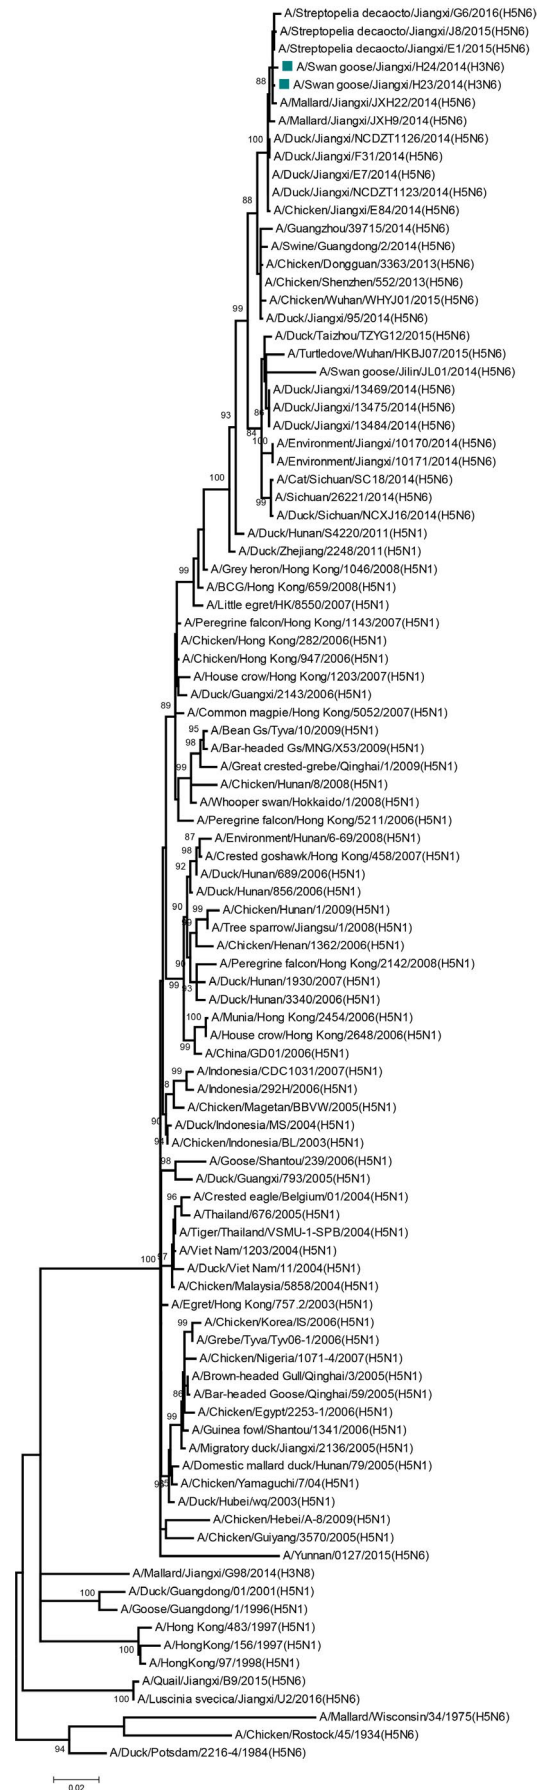 A/Streptopelia decaocto/Jiangxi/G6/2016(H5N6)
A/Streptopelia decaocto/Jiangxi/J8/2015(H5N6)
A/Streptopelia decaocto/Jiangxi/E1/2015(H5N6)
A/Swan goose/Jiangxi/H24/2014(H3N6)
88
A/Swan goose/Jiangxi/H23/2014(H3N6)
A/Mallard/Jiangxi/JXH22/2014(H5N6)
A/Mallard/Jiangxi/JXH9/2014(H5N6)
100
A/Duck/Jiangxi/NCDZT1126/2014(H5N6)
A/Duck/Jiangxi/F31/2014(H5N6)
A/Duck/Jiangxi/E7/2014(H5N6)
A/Duck/Jiangxi/NCDZT1123/2014(H5N6)
88
A/Chicken/Jiangxi/E84/2014(H5N6)
A/Guangzhou/39715/2014(H5N6)
A/Swine/Guangdong/2/2014(H5N6)
A/Chicken/Dongguan/3363/2013(H5N6)
A/Chicken/Shenzhen/552/2013(H5N6)
A/Chicken/Wuhan/WHYJ01/2015(H5N6)
99
A/Duck/Jiangxi/95/2014(H5N6)
A/Duck/Taizhou/TZYG12/2015(H5N6)
A/Turtledove/Wuhan/HKBJ07/2015(H5N6)
A/Swan goose/Jilin/JL01/2014(H5N6)
A/Duck/Jiangxi/13469/2014(H5N6)
93
86
A/Duck/Jiangxi/13475/2014(H5N6)
A/Duck/Jiangxi/13484/2014(H5N6)
84
100
A/Environment/Jiangxi/10170/2014(H5N6)
A/Environment/Jiangxi/10171/2014(H5N6)
100
A/Cat/Sichuan/SC18/2014(H5N6)
A/Sichuan/26221/2014(H5N6)
99
A/Duck/Sichuan/NCXJ16/2014(H5N6)
A/Duck/Hunan/S4220/2011(H5N1)
A/Duck/Zhejiang/2248/2011(H5N1)
99
A/Grey heron/Hong Kong/1046/2008(H5N1)
A/BCG/Hong Kong/659/2008(H5N1)
A/Little egret/HK/8550/2007(H5N1)
A/Peregrine falcon/Hong Kong/1143/2007(H5N1)
A/Chicken/Hong Kong/282/2006(H5N1)
A/Chicken/Hong Kong/947/2006(H5N1)
A/House crow/Hong Kong/1203/2007(H5N1)
A/Duck/Guangxi/2143/2006(H5N1)
89
A/Common magpie/Hong Kong/5052/2007(H5N1)
95
A/Bean Gs/Tyva/10/2009(H5N1)
98
A/Bar-headed Gs/MNG/X53/2009(H5N1)
99
A/Great crested-grebe/Qinghai/1/2009(H5N1)
A/Chicken/Hunan/8/2008(H5N1)
A/Whooper swan/Hokkaido/1/2008(H5N1)
A/Peregrine falcon/Hong Kong/5211/2006(H5N1)
87
A/Environment/Hunan/6-69/2008(H5N1)
98
A/Crested goshawk/Hong Kong/458/2007(H5N1)
92
A/Duck/Hunan/689/2006(H5N1)
A/Duck/Hunan/856/2006(H5N1)
90
99
A/Chicken/Hunan/1/2009(H5N1)
A/Tree sparrow/Jiangsu/1/2008(H5N1)
A/Chicken/Henan/1362/2006(H5N1)
90
A/Peregrine falcon/Hong Kong/2142/2008(H5N1)
99
93
A/Duck/Hunan/1930/2007(H5N1)
A/Duck/Hunan/3340/2006(H5N1)
100
A/Munia/Hong Kong/2454/2006(H5N1)
A/House crow/Hong Kong/2648/2006(H5N1)
99
A/China/GD01/2006(H5N1)
99
A/Indonesia/CDC1031/2007(H5N1)
A/Indonesia/292H/2006(H5N1)
A/Chicken/Magetan/BBVW/2005(H5N1)
90
A/Duck/Indonesia/MS/2004(H5N1)
94
A/Chicken/Indonesia/BL/2003(H5N1)
98
A/Goose/Shantou/239/2006(H5N1)
A/Duck/Guangxi/793/2005(H5N1)
96
A/Crested eagle/Belgium/01/2004(H5N1)
A/Thailand/676/2005(H5N1)
A/Tiger/Thailand/VSMU-1-SPB/2004(H5N1)
A/Viet Nam/1203/2004(H5N1)
100
97
A/Duck/Viet Nam/11/2004(H5N1)
A/Chicken/Malaysia/5858/2004(H5N1)
A/Egret/Hong Kong/757.2/2003(H5N1)
99
A/Chicken/Korea/IS/2006(H5N1)
A/Grebe/Tyva/Tyv06-1/2006(H5N1)
A/Chicken/Nigeria/1071-4/2007(H5N1)
A/Brown-headed Gull/Qinghai/3/2005(H5N1)
86
A/Bar-headed Goose/Qinghai/59/2005(H5N1)
99
A/Chicken/Egypt/2253-1/2006(H5N1)
A/Guinea fowl/Shantou/1341/2006(H5N1)
A/Migratory duck/Jiangxi/2136/2005(H5N1)
A/Domestic mallard duck/Hunan/79/2005(H5N1)
A/Chicken/Yamaguchi/7/04(H5N1)
A/Duck/Hubei/wq/2003(H5N1)
A/Chicken/Hebei/A-8/2009(H5N1)
A/Chicken/Guiyang/3570/2005(H5N1)
A/Yunnan/0127/2015(H5N6)
A/Mallard/Jiangxi/G98/2014(H3N8)
100
A/Duck/Guangdong/01/2001(H5N1)
A/Goose/Guangdong/1/1996(H5N1)
A/Hong Kong/483/1997(H5N1)
100
A/HongKong/156/1997(H5N1)
A/HongKong/97/1998(H5N1)
A/Quail/Jiangxi/B9/2015(H5N6)
100
A/Luscinia svecica/Jiangxi/U2/2016(H5N6)
A/Mallard/Wisconsin/34/1975(H5N6)
A/Chicken/Rostock/45/1934(H5N6)
94
A/Duck/Potsdam/2216-4/1984(H5N6)
0.02